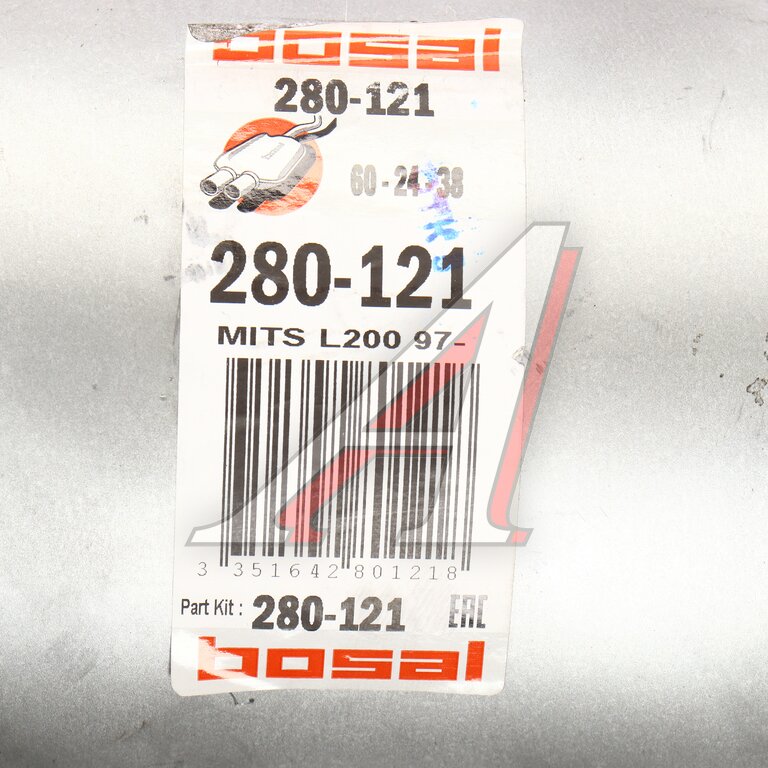 bosal
280-121
60-24-38
280-121
MITS L200 97-
3 351642 801218
Part Kit : 280-121 EAC
bosal